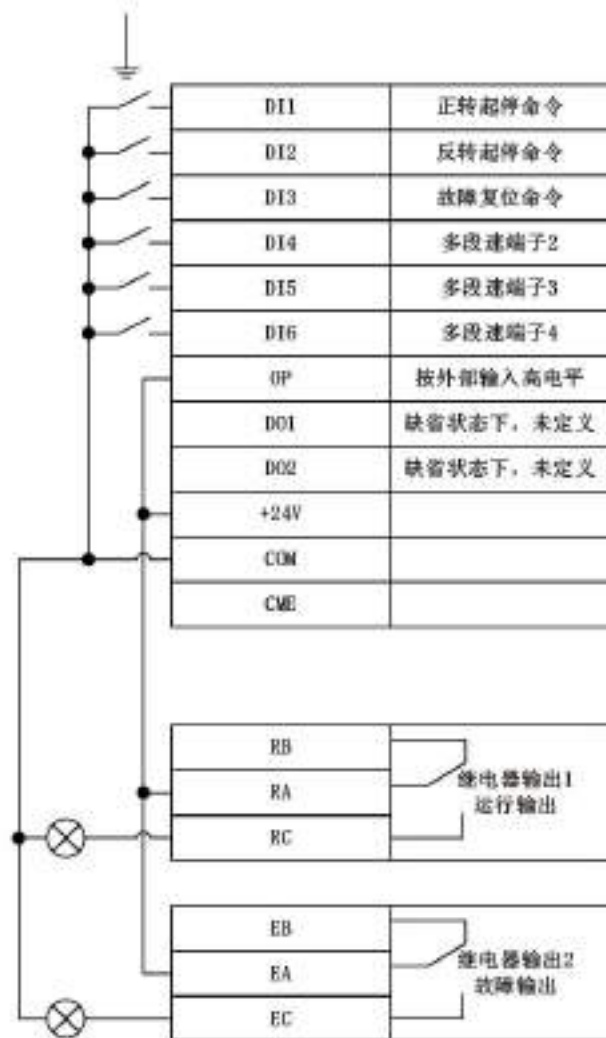 DI1 正转起停命令
DI2 反转起停命令
DI3 故障复位命令
DI4 多段速端子2
DI5 多段速端子3
DI6 多段速端子4
OP 按外部输入高电平
DO1 缺省状态下，未定义
DO2 缺省状态下，未定义
+24V
COM
CME
RB
RA 继电器输出1
运行输出
RC
EB
EA 继电器输出2
故障输出
EC